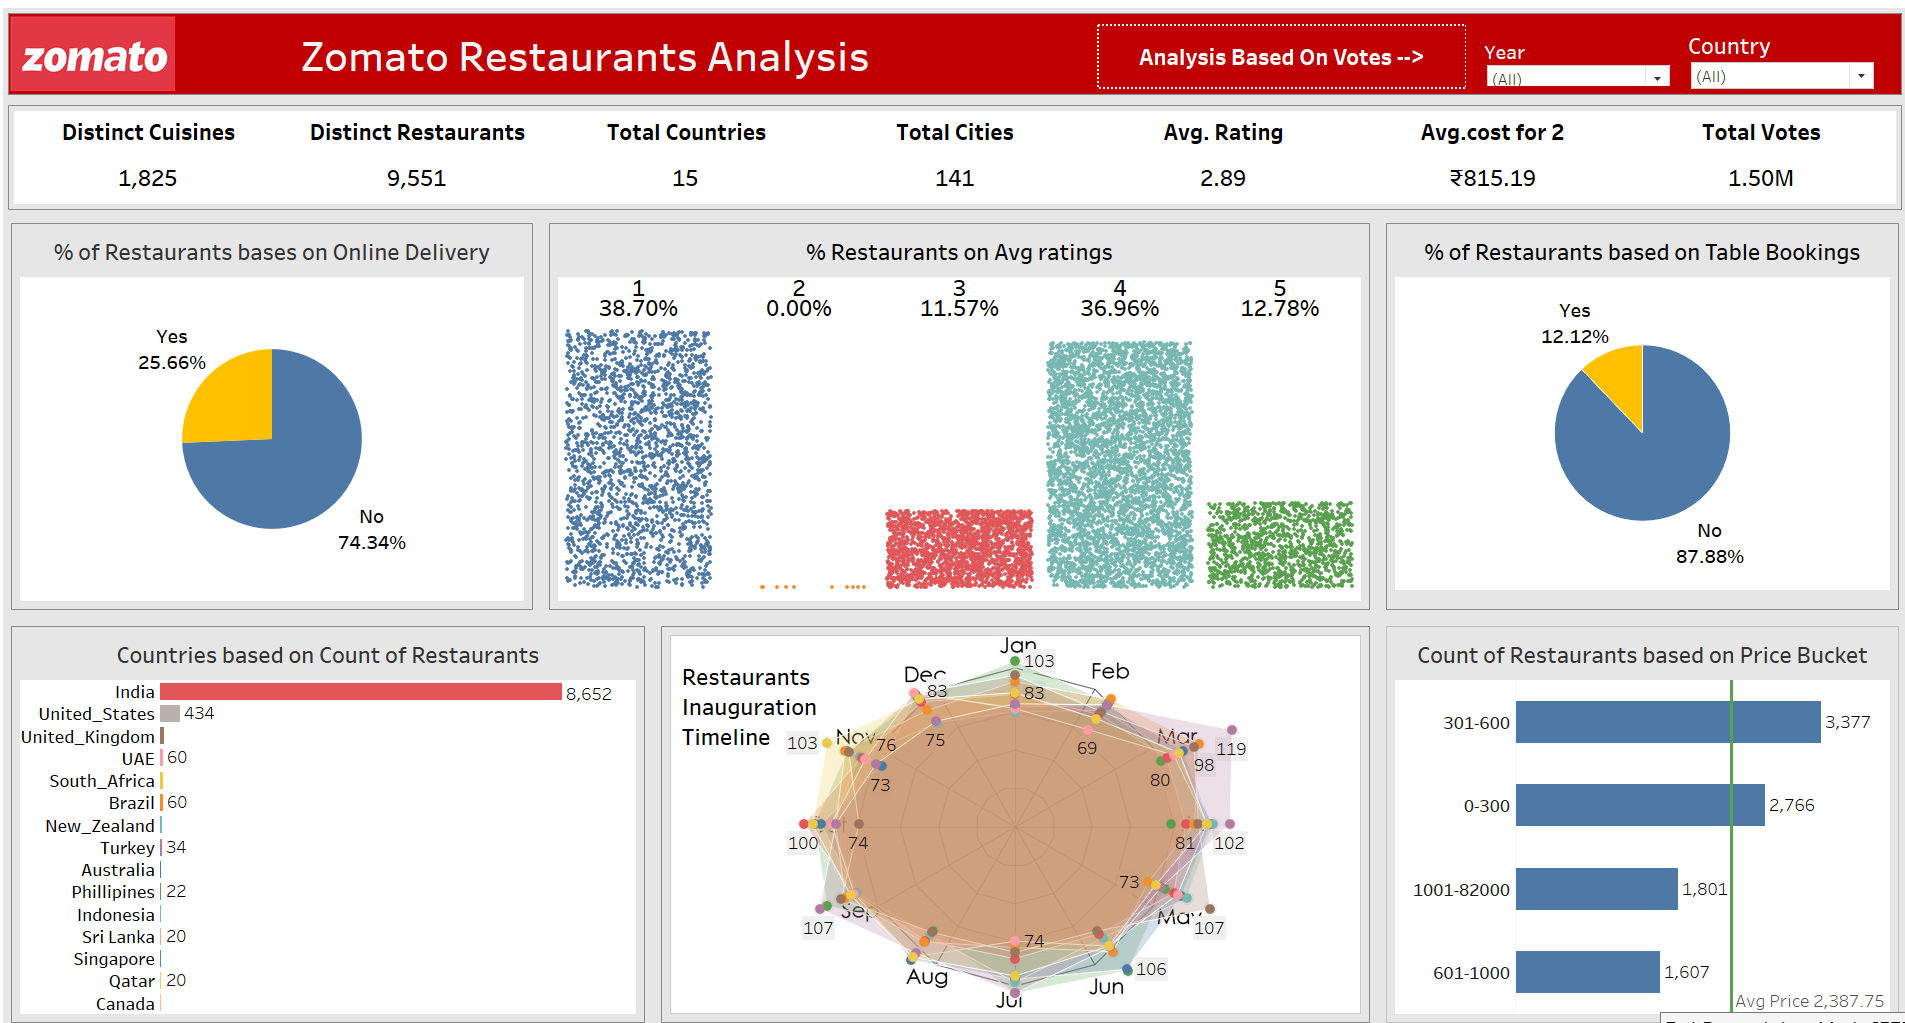 zomato
Zomato Restaurants Analysis
Analysis Based On Votes -->
Year
(All)
Country
(All)
Distinct Cuisines
1,825
Distinct Restaurants
9,551
Total Countries
15
Total Cities
141
Avg. Rating
2.89
Avg.cost for 2
₹815.19
Total Votes
1.50M
% of Restaurants bases on Online Delivery
Yes
25.66%
No
74.34%
% Restaurants on Avg ratings
1
38.70%
2
0.00%
3
11.57%
4
36.96%
5
12.78%
% of Restaurants based on Table Bookings
Yes
12.12%
No
87.88%
Countries based on Count of Restaurants
India 8,652
United_States 434
United_Kingdom
UAE 60
South_Africa
Brazil 60
New_Zealand
Turkey 34
Australia
Phillipines 22
Indonesia
Sri Lanka 20
Singapore
Qatar 20
Canada
Restaurants
Inauguration
Timeline
Jan
103
83
Feb
69
Mar
119
98
80
81
102
73
May
107
Jun
106
74
Jul
Aug
Sep
107
100
74
Nov
103
76
73
Dec
83
75
Count of Restaurants based on Price Bucket
301-600 3,377
0-300 2,766
1001-82000 1,801
601-1000 1,607
Avg Price 2,387.75